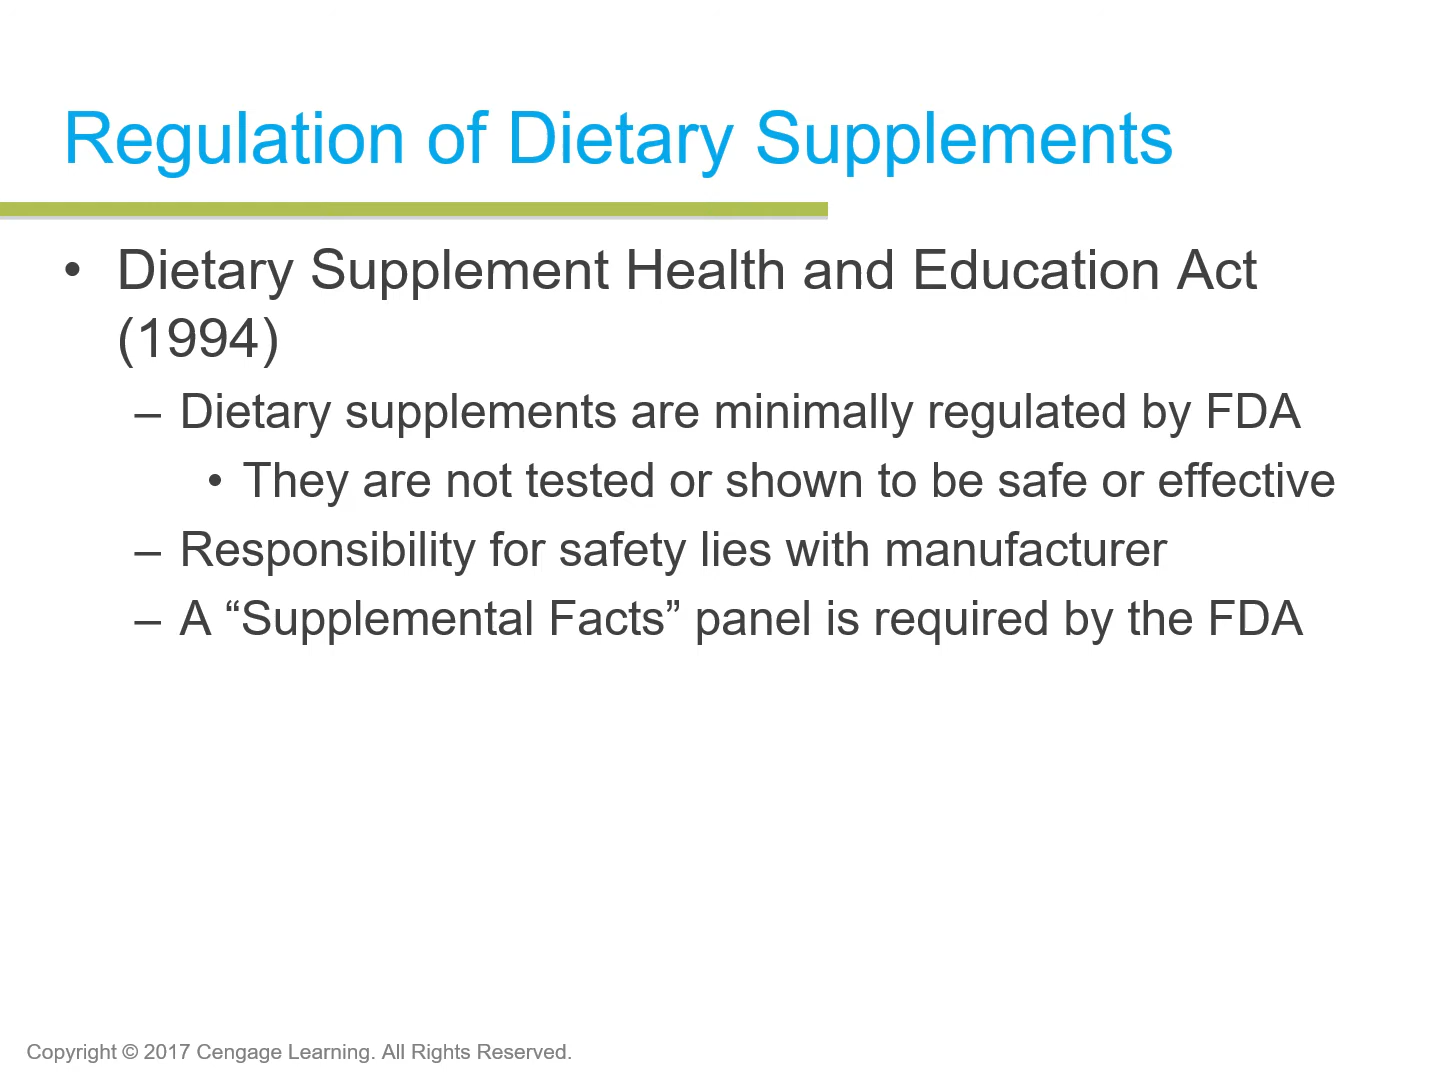 Regulation of Dietary Supplements
• Dietary Supplement Health and Education Act
(1994)
– Dietary supplements are minimally regulated by FDA
• They are not tested or shown to be safe or effective
– Responsibility for safety lies with manufacturer
– A “Supplemental Facts” panel is required by the FDA
Copyright © 2017 Cengage Learning. All Rights Reserved.